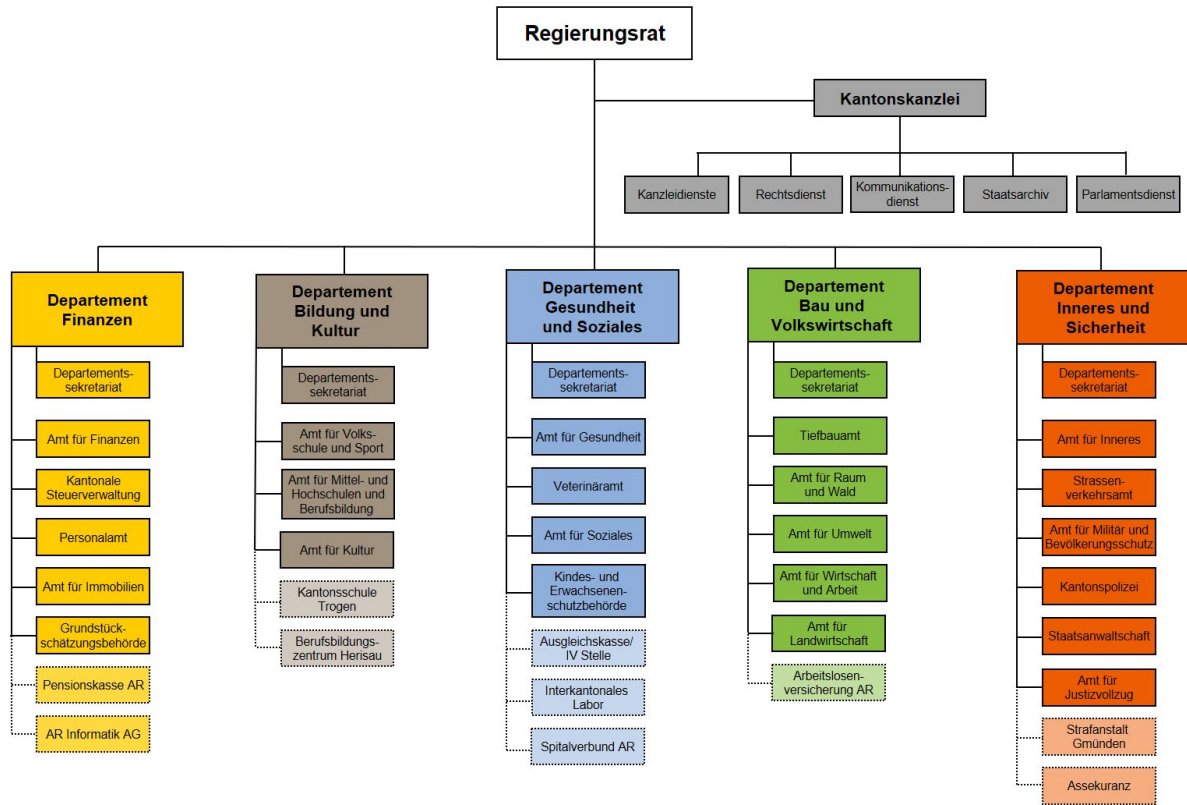 Regierungsrat
Kantonskanzlei
Kanzleidienste
Rechtsdienst
Kommunikations-
dienst
Staatsarchiv
Parlamentsdienst
Departement
Finanzen
Departements-
sekretariat
Amt für Finanzen
Kantonale
Steuerverwaltung
Personalamt
Amt für Immobilien
Grundstück-
schätzungsbehörde
Pensionskasse AR
AR Informatik AG
Departement
Bildung und
Kultur
Departements-
sekretariat
Amt für Volks-
schule und Sport
Amt für Mittel- und
Hochschulen und
Berufsbildung
Amt für Kultur
Kantonsschule
Trogen
Berufsbildungs-
zentrum Herisau
Departement
Gesundheit
und Soziales
Departements-
sekretariat
Amt für Gesundheit
Veterinäramt
Amt für Soziales
Kindes- und
Erwachsenen-
schutzbehörde
Ausgleichskasse/
IV Stelle
Interkantonales
Labor
Spitalverbund AR
Departement
Bau und
Volkswirtschaft
Departements-
sekretariat
Tiefbauamt
Amt für Raum
und Wald
Amt für Umwelt
Amt für Wirtschaft
und Arbeit
Amt für
Landwirtschaft
Arbeitslosen-
versicherung AR
Departement
Inneres und
Sicherheit
Departements-
sekretariat
Amt für Inneres
Strassen-
verkehrsamt
Amt für Militär und
Bevölkerungsschutz
Kantonspolizei
Staatsanwaltschaft
Amt für
Justizvollzug
Strafanstalt
Gmünden
Assekuranz